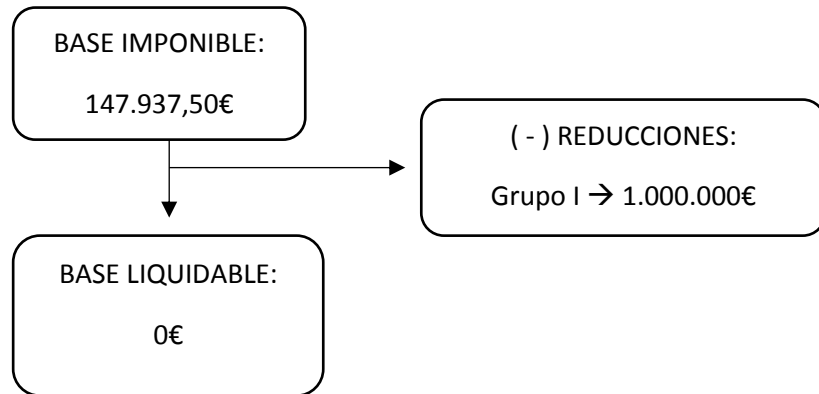 BASE IMPONIBLE:
147.937,50€
( - ) REDUCCIONES:
Grupo I → 1.000.000€
BASE LIQUIDABLE:
0€